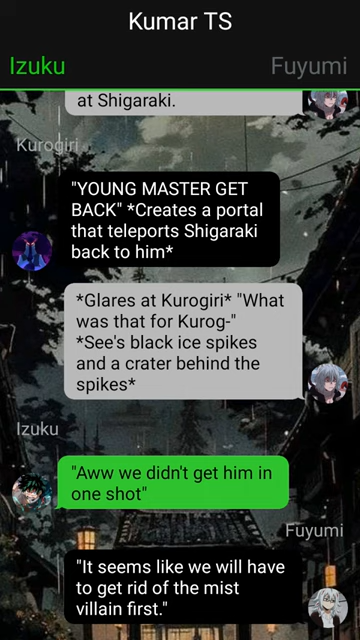 Kumar TS
Izuku
Fuyumi
at Shigaraki.
Kurogiri
"YOUNG MASTER GET
BACK" *Creates a portal
that teleports Shigaraki
back to him*
*Glares at Kurogiri* "What
was that for Kurog-"
*See's black ice spikes
and a crater behind the
spikes*
Izuku
"Aww we didn't get him in
one shot"
Fuyumi
"It seems like we will have
to get rid of the mist
villain first."